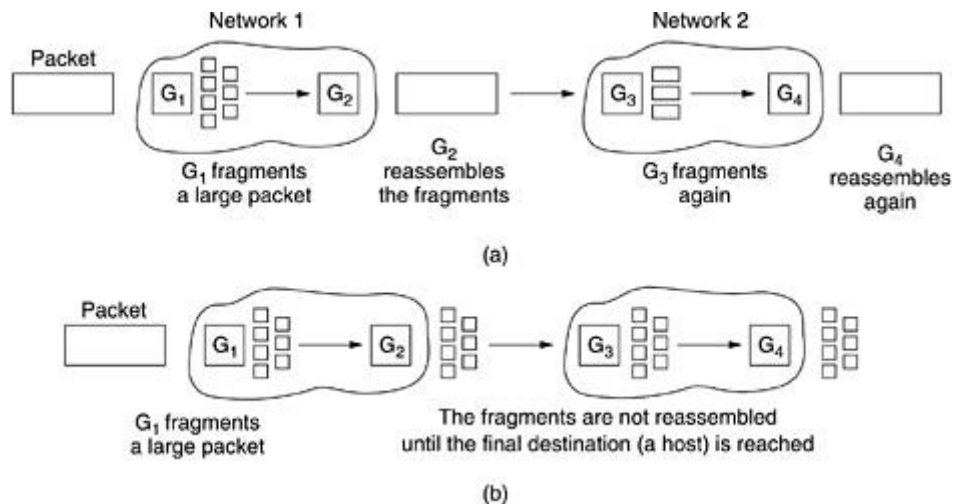 Network 1
Network 2
Packet
G1
G2
G3
G4
G1 fragments
a large packet
G2
reassembles
the fragments
G3 fragments
again
G4
reassembles
again
(a)
Packet
G1
G2
G3
G4
G1 fragments
a large packet
The fragments are not reassembled
until the final destination (a host) is reached
(b)